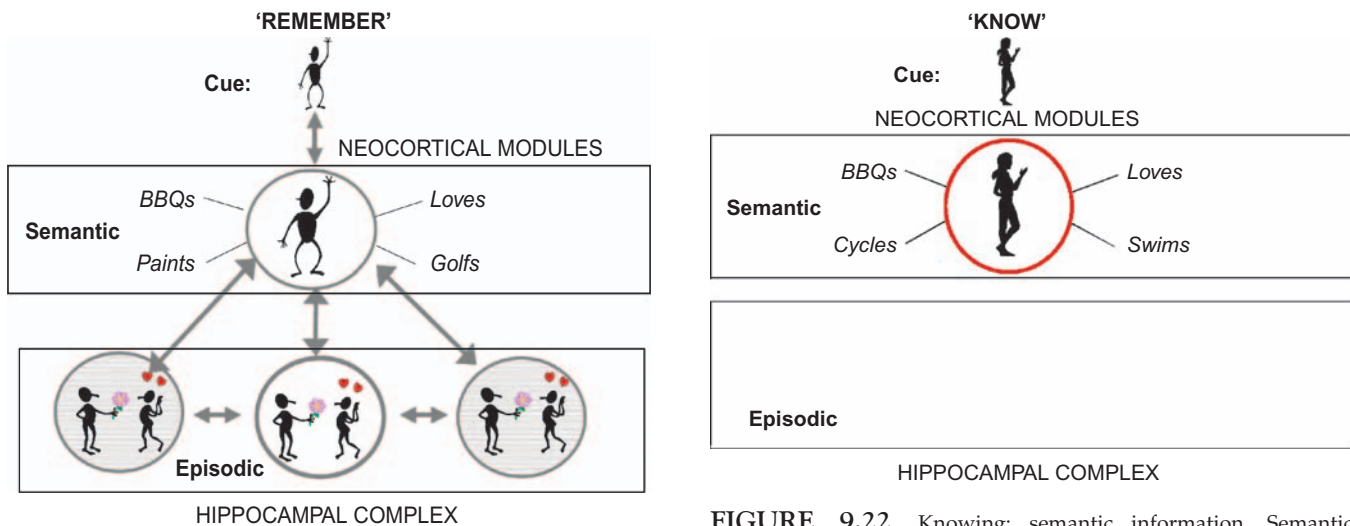 'REMEMBER'
Cue:
NEOCORTICAL MODULES
BBQs
Loves
Semantic
Paints
Golfs
Episodic
HIPPOCAMPAL COMPLEX
'KNOW'
Cue:
NEOCORTICAL MODULES
BBQs
Loves
Semantic
Cycles
Swims
Episodic
HIPPOCAMPAL COMPLEX
FIGURE 9.22 Knowing: semantic information. Semantic